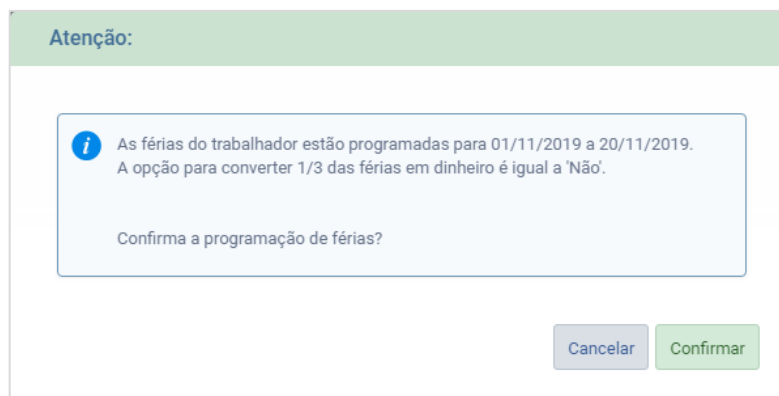 Atenção:
As férias do trabalhador estão programadas para 01/11/2019 a 20/11/2019.
A opção para converter 1/3 das férias em dinheiro é igual a 'Não'.
Confirma a programação de férias?
Cancelar
Confirmar